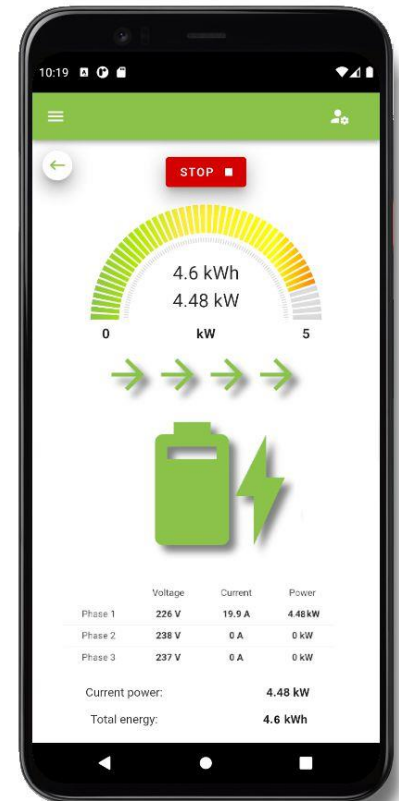 10:19
STOP
4.6 kWh
4.48 kW
0 kW 5
Voltage Current Power
Phase 1 226 V 19.9 A 4.48 kW
Phase 2 238 V 0 A 0 kW
Phase 3 237 V 0 A 0 kW
Current power: 4.48 kW
Total energy: 4.6 kWh